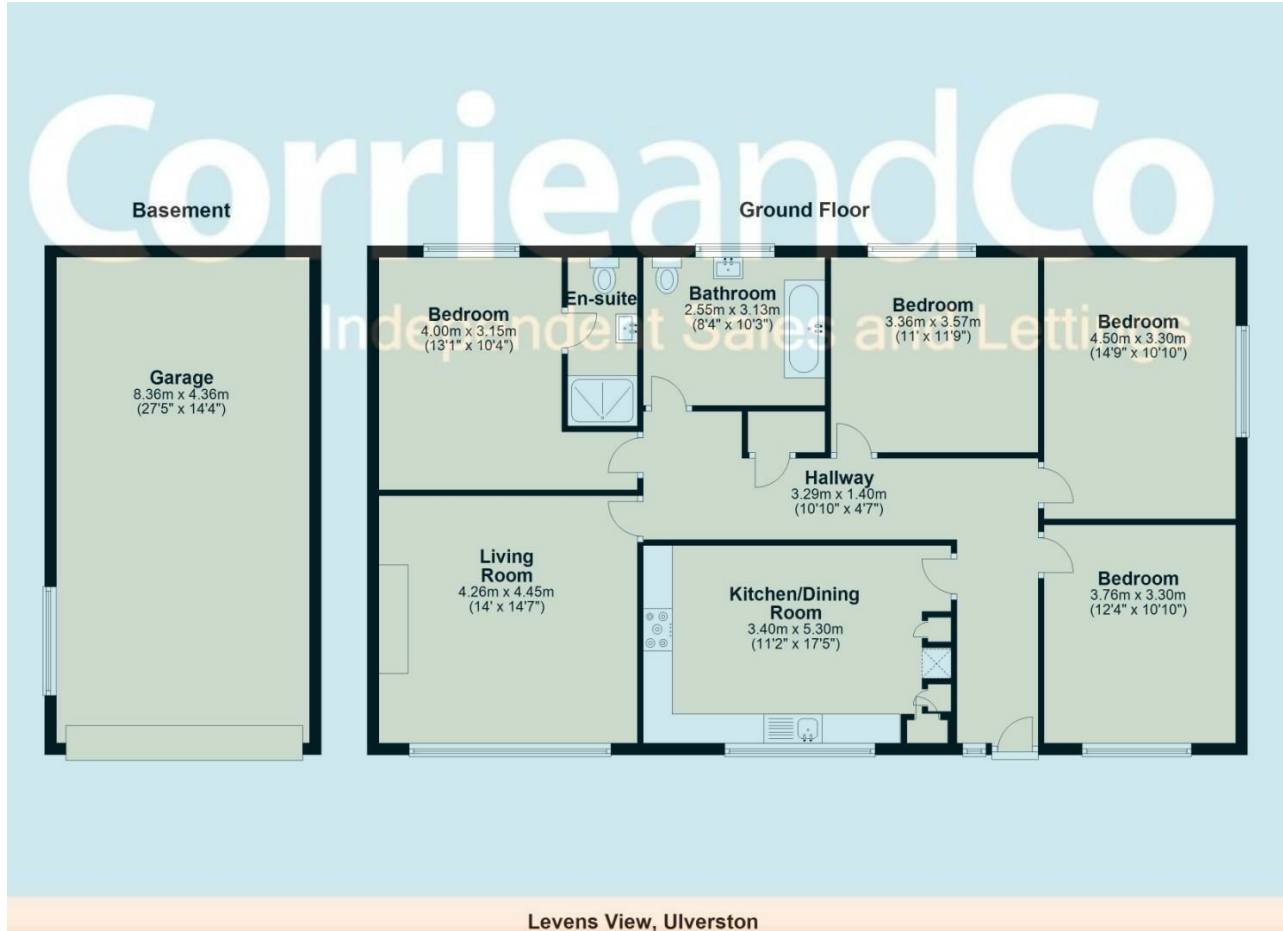 CorrieandCo
Independent Sales and Lettings
Basement
Garage
8.36m x 4.36m
(27'5" x 14'4")
Ground Floor
Bedroom
4.00m x 3.15m
(13'1" x 10'4")
En-suite
Bathroom
2.55m x 3.13m
(8'4" x 10'3")
Bedroom
3.36m x 3.57m
(11' x 11'9")
Bedroom
4.50m x 3.30m
(14'9" x 10'10")
Hallway
3.29m x 1.40m
(10'10" x 4'7")
Living
Room
4.26m x 4.45m
(14' x 14'7")
Kitchen/Dining
Room
3.40m x 5.30m
(11'2" x 17'5")
Bedroom
3.76m x 3.30m
(12'4" x 10'10")
Levens View, Ulverston